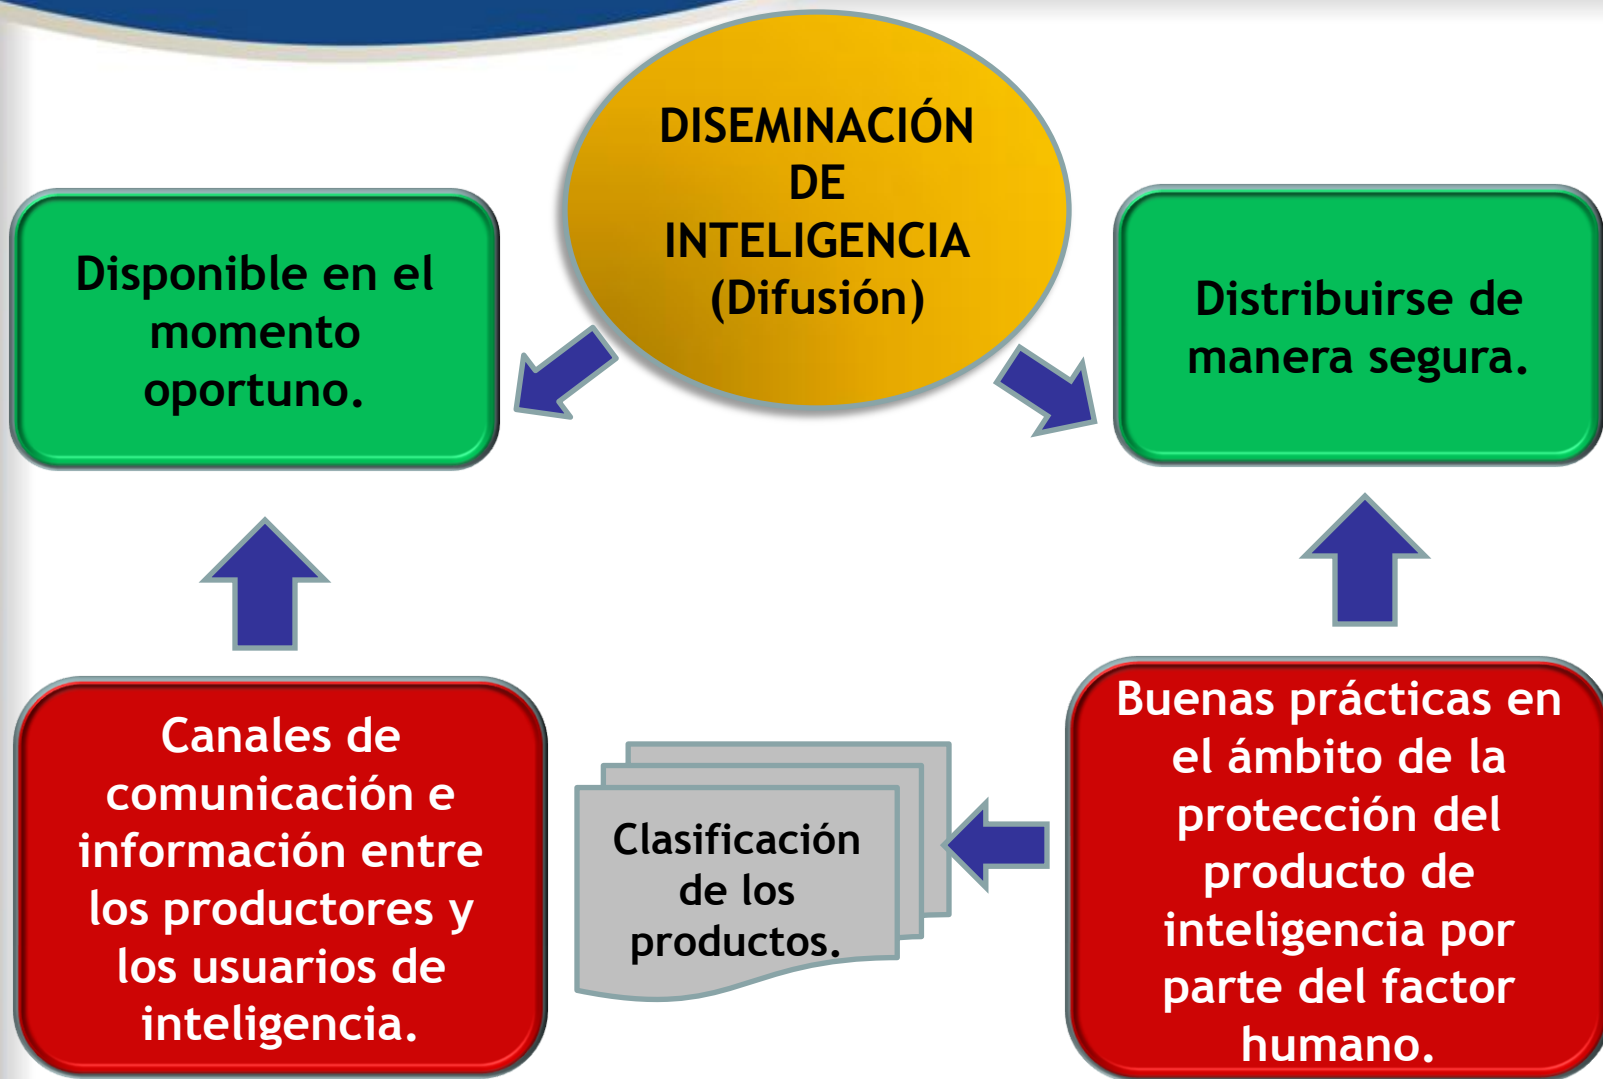 DISEMINACIÓN
DE
INTELIGENCIA
(Difusión)
Disponible en el
momento
oportuno.
Distribuirse de
manera segura.
Canales de
comunicación e
información entre
los productores y
los usuarios de
inteligencia.
Clasificación
de los
productos.
Buenas prácticas en
el ámbito de la
protección del
producto de
inteligencia por
parte del factor
humano.